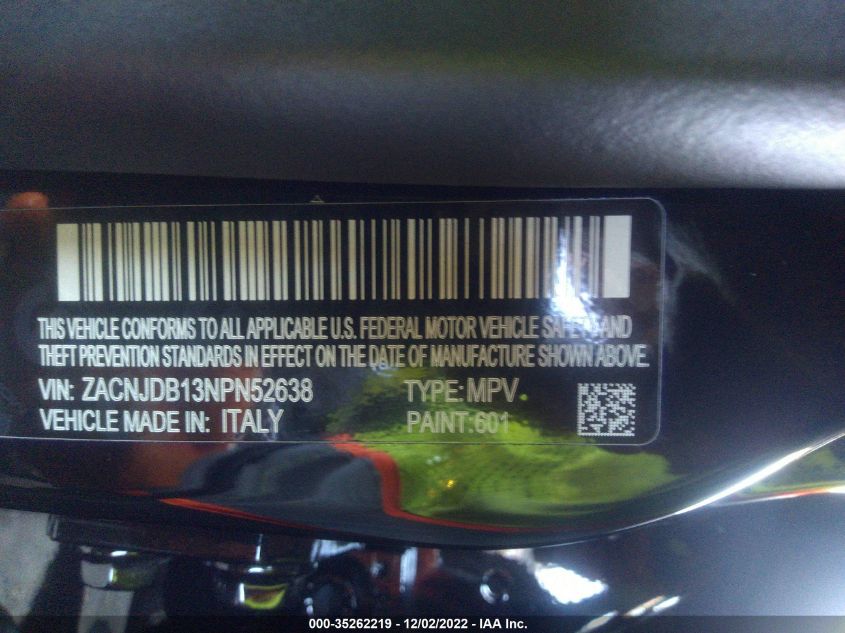 THIS VEHICLE CONFORMS TO ALL APPLICABLE U.S. FEDERAL MOTOR VEHICLE SAFETY AND
THEFT PREVENTION STANDARDS IN EFFECT ON THE DATE OF MANUFACTURE SHOWN ABOVE.
VIN: ZACNJDB13NPN52638 TYPE: MPV
VEHICLE MADE IN: ITALY PAINT:601
000-35262219 - 12/02/2022 - IAA Inc.